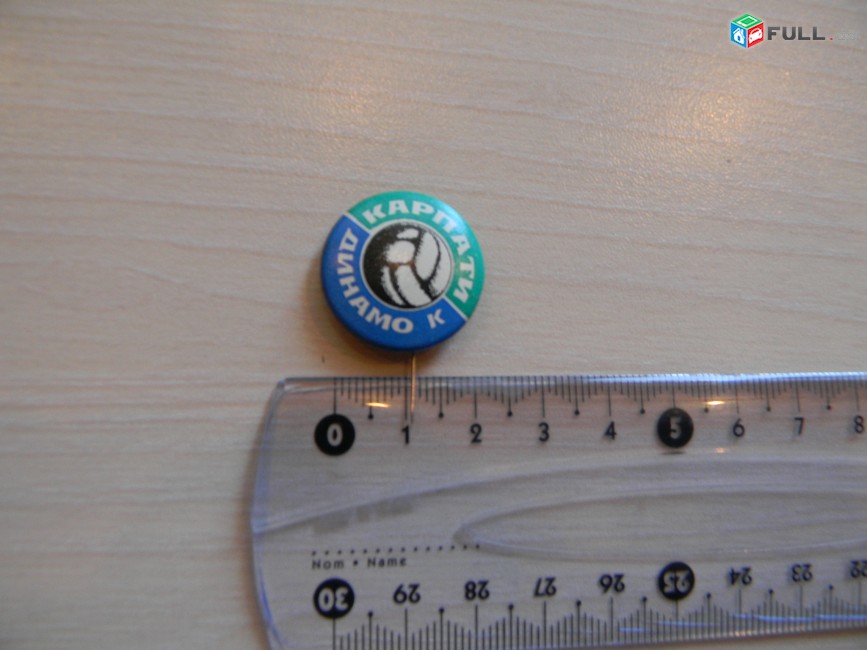 FULL
КАРПАТИ
ДИНАМО К
0 1 2 3 4 5 6 7 8
Nom • Name
30 29 28 27 26 25 24 23 22